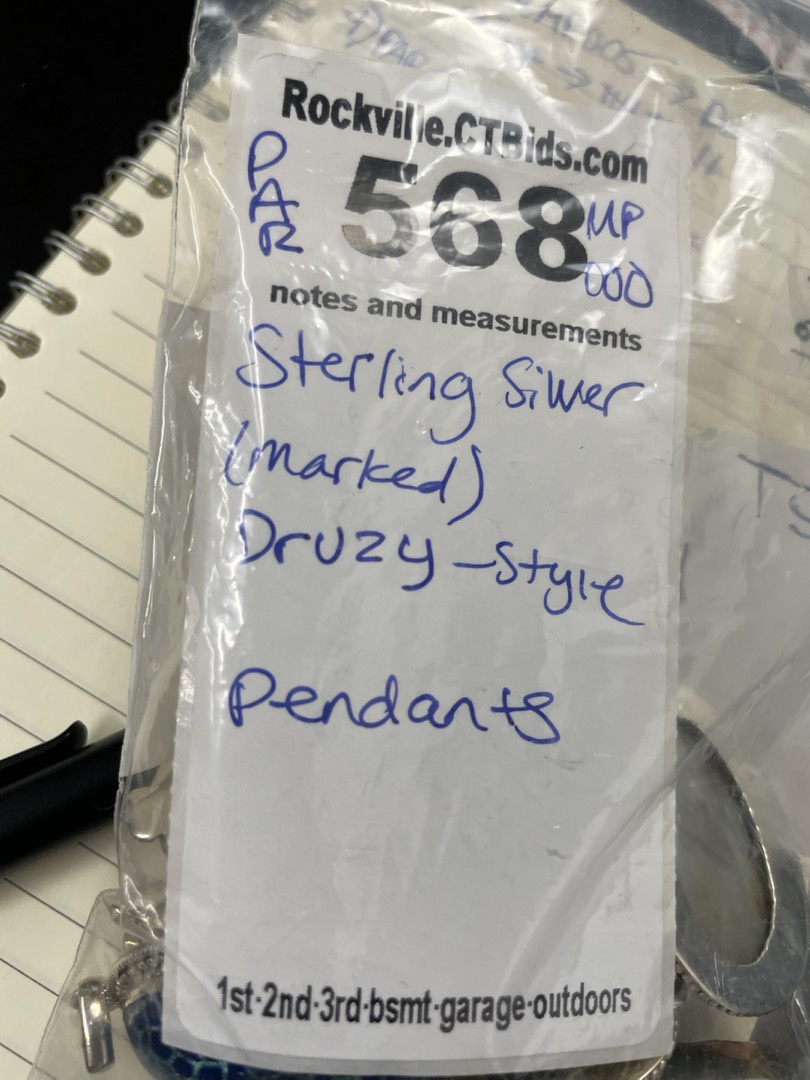 Rockville.CTBids.com
PAR
568
MP
000
notes and measurements
Sterling Silver
(marked)
Druzy-Style
Pendants
1st·2nd·3rd·bsmt·garage·outdoors